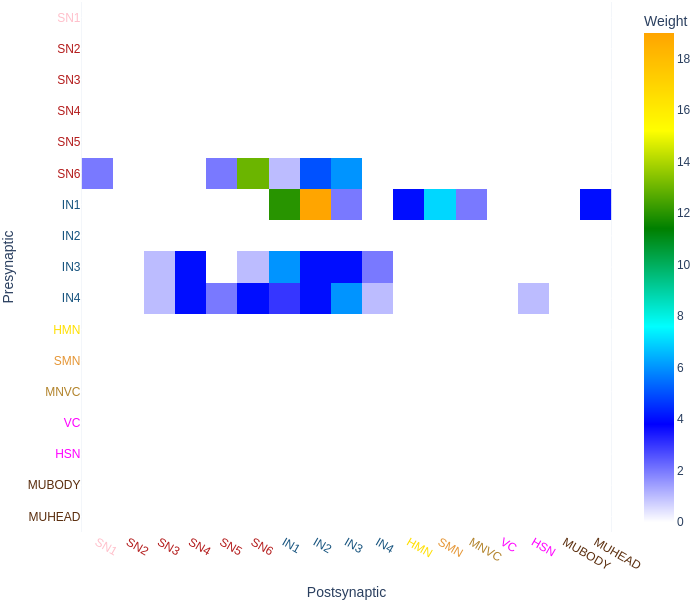 Weight
SN1
SN2
SN3
SN4
SN5
SN6
IN1
IN2
IN3
IN4
HMN
SMN
MNVC
VC
HSN
MUBODY
MUHEAD
Presynaptic
18
16
14
12
10
8
6
4
2
0
SN1 SN2 SN3 SN4 SN5 SN6 IN1 IN2 IN3 IN4 HMN SMN MNVC VC HSN MUBODY MUHEAD
Postsynaptic